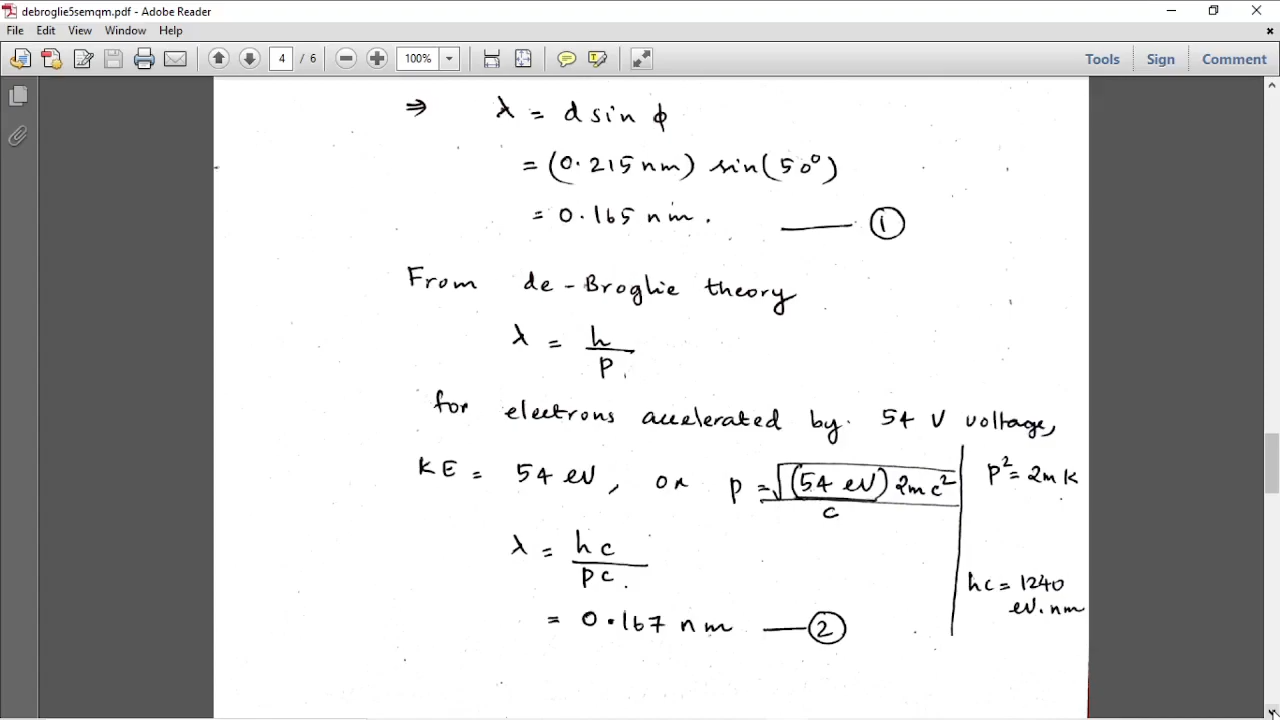 debroglie5semqm.pdf - Adobe Reader
File Edit View Window Help
4 / 6 100% Tools Sign Comment
⇒ λ = d sin ϕ
= (0.215 nm) sin(50°)
= 0.165 nm. —— ①
From de-Broglie theory
λ = h/p
for electrons accelerated by 54 V voltage,
KE = 54 eV, or p = √((54 eV) 2mc²)/c p² = 2mK
λ = hc/pc hc = 1240 eV.nm
= 0.167 nm —— ②